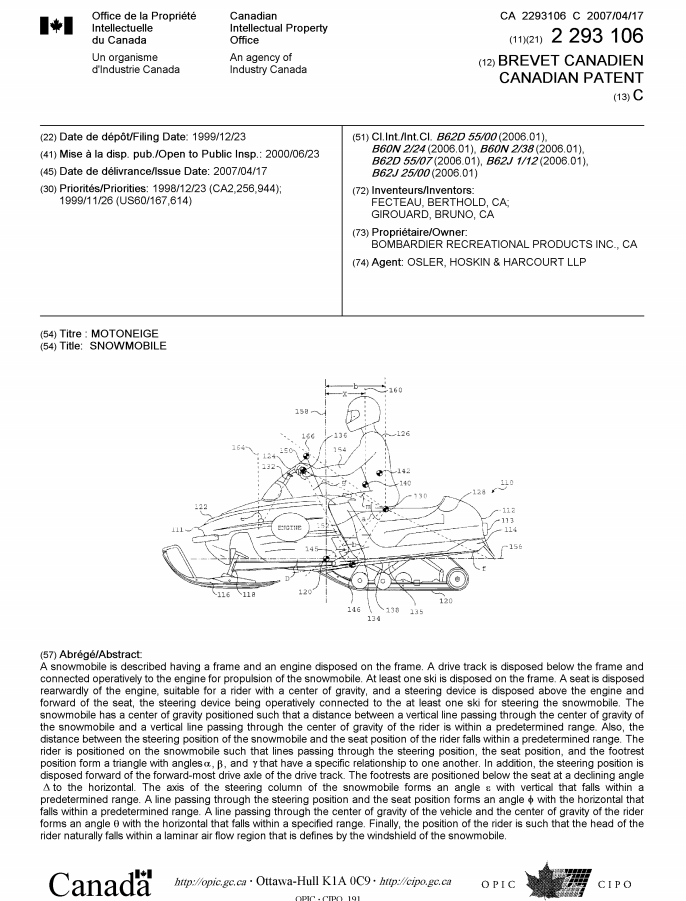 Office de la Propriété
Intellectuelle
du Canada
Un organisme
d'Industrie Canada
Canadian
Intellectual Property
Office
An agency of
Industry Canada
CA 2293106 C 2007/04/17
(11)(21) 2 293 106
(12) BREVET CANADIEN
CANADIAN PATENT
(13) C
(22) Date de dépôt/Filing Date: 1999/12/23
(41) Mise à la disp. pub./Open to Public Insp.: 2000/06/23
(45) Date de délivrance/Issue Date: 2007/04/17
(30) Priorités/Priorities: 1998/12/23 (CA2,256,944);
1999/11/26 (US60/167,614)
(51) Cl.Int./Int.Cl. B62D 55/00 (2006.01),
B60N 2/24 (2006.01), B60N 2/38 (2006.01),
B62D 55/07 (2006.01), B62J 1/12 (2006.01),
B62J 25/00 (2006.01)
(72) Inventeurs/Inventors:
FECTEAU, BERTHOLD, CA;
GIROUARD, BRUNO, CA
(73) Propriétaire/Owner:
BOMBARDIER RECREATIONAL PRODUCTS INC., CA
(74) Agent: OSLER, HOSKIN & HARCOURT LLP
(54) Titre : MOTONEIGE
(54) Title: SNOWMOBILE
b
160
X
158
166
136
126
164
150
124
154
132
142
140
130
128
110
122
112
113
114
111
ENGINE
145
156
f
D
116
118
120
146
134
138
135
120
(57) Abrégé/Abstract:
A snowmobile is described having a frame and an engine disposed on the frame. A drive track is disposed below the frame and
connected operatively to the engine for propulsion of the snowmobile. At least one ski is disposed on the frame. A seat is disposed
rearwardly of the engine, suitable for a rider with a center of gravity, and a steering device is disposed above the engine and
forward of the seat, the steering device being operatively connected to the at least one ski for steering the snowmobile. The
snowmobile has a center of gravity positioned such that a distance between a vertical line passing through the center of gravity of
the snowmobile and a vertical line passing through the center of gravity of the rider is within a predetermined range. Also, the
distance between the steering position of the snowmobile and the seat position of the rider falls within a predetermined range. The
rider is positioned on the snowmobile such that lines passing through the steering position, the seat position, and the footrest
position form a triangle with angles α, β, and γ that have a specific relationship to one another. In addition, the steering position is
disposed forward of the forward-most drive axle of the drive track. The footrests are positioned below the seat at a declining angle
Δ to the horizontal. The axis of the steering column of the snowmobile forms an angle ε with vertical that falls within a
predetermined range. A line passing through the steering position and the seat position forms an angle ϕ with the horizontal that
falls within a predetermined range. A line passing through the center of gravity of the vehicle and the center of gravity of the rider
forms an angle θ with the horizontal that falls within a specified range. Finally, the position of the rider is such that the head of the
rider naturally falls within a laminar air flow region that is defines by the windshield of the snowmobile.
Canada
http://opic.gc.ca · Ottawa-Hull K1A 0C9 · http://cipo.gc.ca
OPIC
CIPO
OPIC · CIPO 191